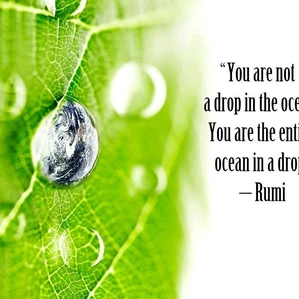 “You are not
a drop in the oce
You are the enti
ocean in a drop
– Rumi